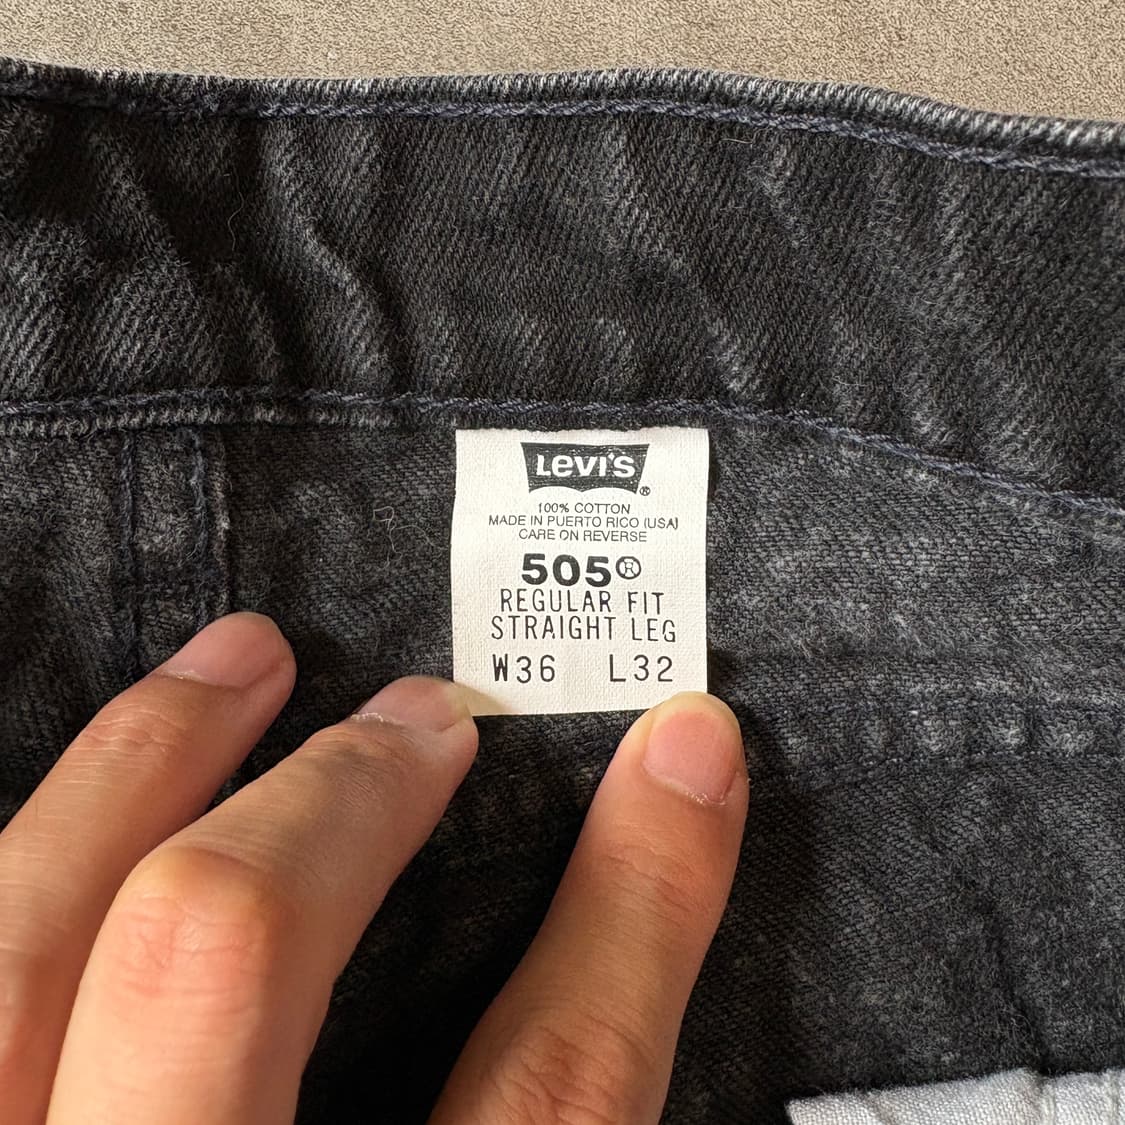 Levi's ®
100% COTTON
MADE IN PUERTO RICO (USA)
CARE ON REVERSE
505®
REGULAR FIT
STRAIGHT LEG
W36 L32